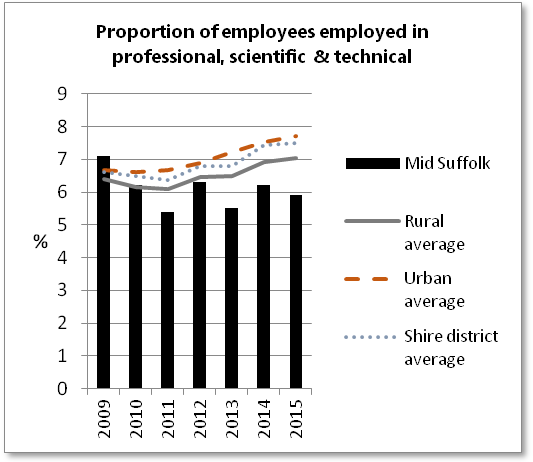 Proportion of employees employed in
professional, scientific & technical
9
8
7
6
5
4
3
2
1
0
%
2009
2010
2011
2012
2013
2014
2015
Mid Suffolk
Rural
average
Urban
average
Shire district
average